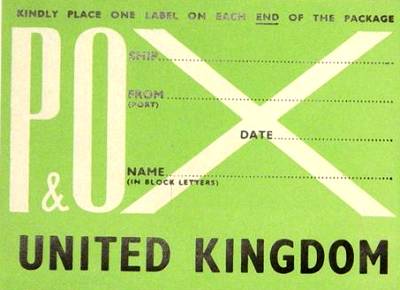 KINDLY PLACE ONE LABEL ON EACH END OF THE PACKAGE
P&O
SHIP
FROM
(PORT)
DATE
NAME
(IN BLOCK LETTERS)
UNITED KINGDOM